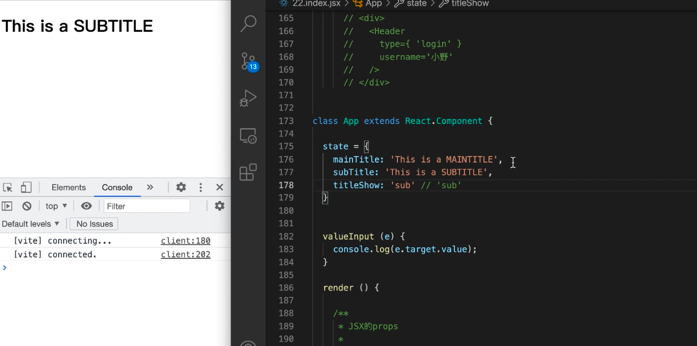 This is a SUBTITLE
Elements
Console
top
Filter
Default levels
No Issues
[vite] connecting...
client:180
[vite] connected.
client:202
13
22.index.jsx
App
state
titleShow
165
166 // <div>
167 // <Header
168 // type={ 'login' }
169 // username='小野'
170 // />
// </div>
171
172
173 class App extends React.Component {
174
175 state = {
176 mainTitle: 'This is a MAINTITLE',
177 subTitle: 'This is a SUBTITLE',
178 titleShow: 'sub' // 'sub'
179 }
180
181
182 valueInput (e) {
183 console.log(e.target.value);
184 }
185
186 render () {
187
188 /**
189 * JSX的props
190 *